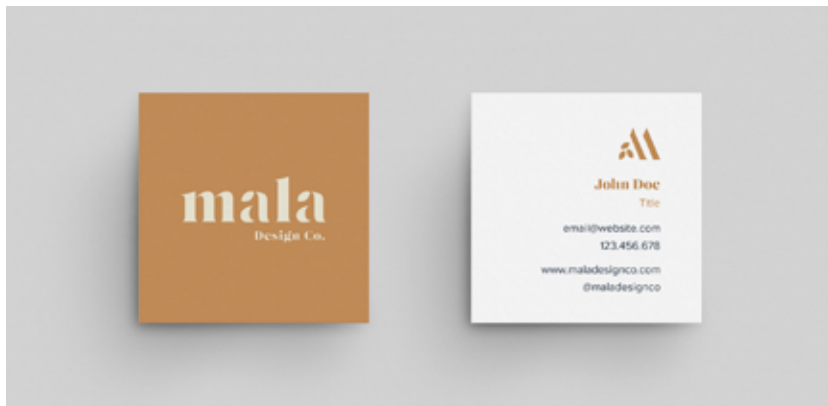 mala
Design Co.
John Doe
Title
email@website.com
123.456.678
www.maladesignco.com
@maladesignco